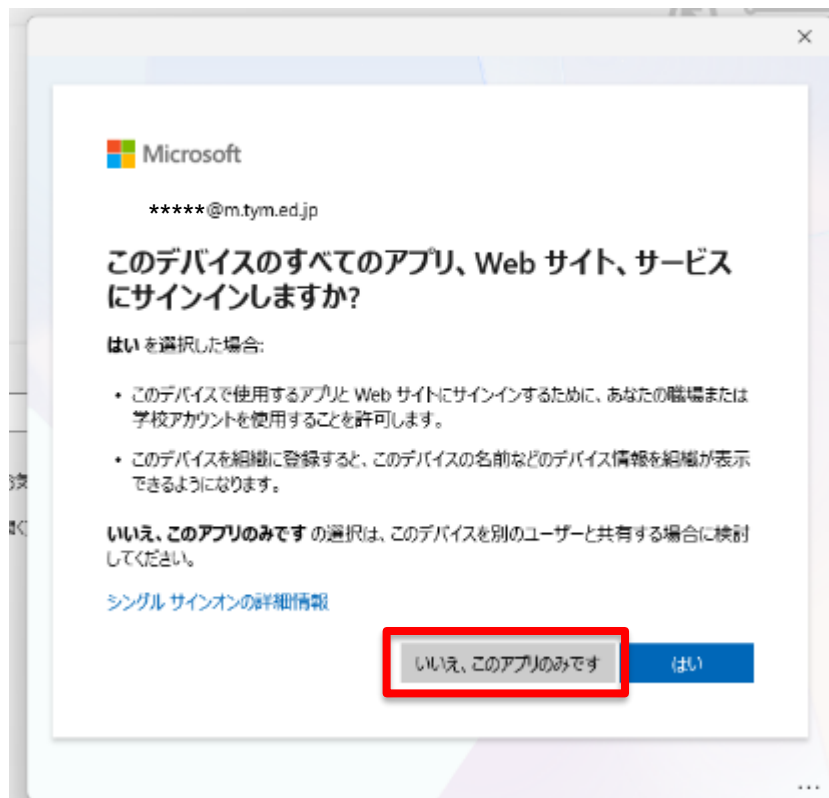 Microsoft
*****@m.tym.ed.jp
このデバイスのすべてのアプリ、Web サイト、サービス
にサインインしますか?
はい を選択した場合:
• このデバイスで使用するアプリと Web サイトにサインインするために、あなたの職場または
学校アカウントを使用することを許可します。
• このデバイスを組織に登録すると、このデバイスの名前などのデバイス情報を組織が表示
できるようになります。
いいえ、このアプリのみです の選択は、このデバイスを別のユーザーと共有する場合に検討
してください。
シングル サインオンの詳細情報
いいえ、このアプリのみです
はい